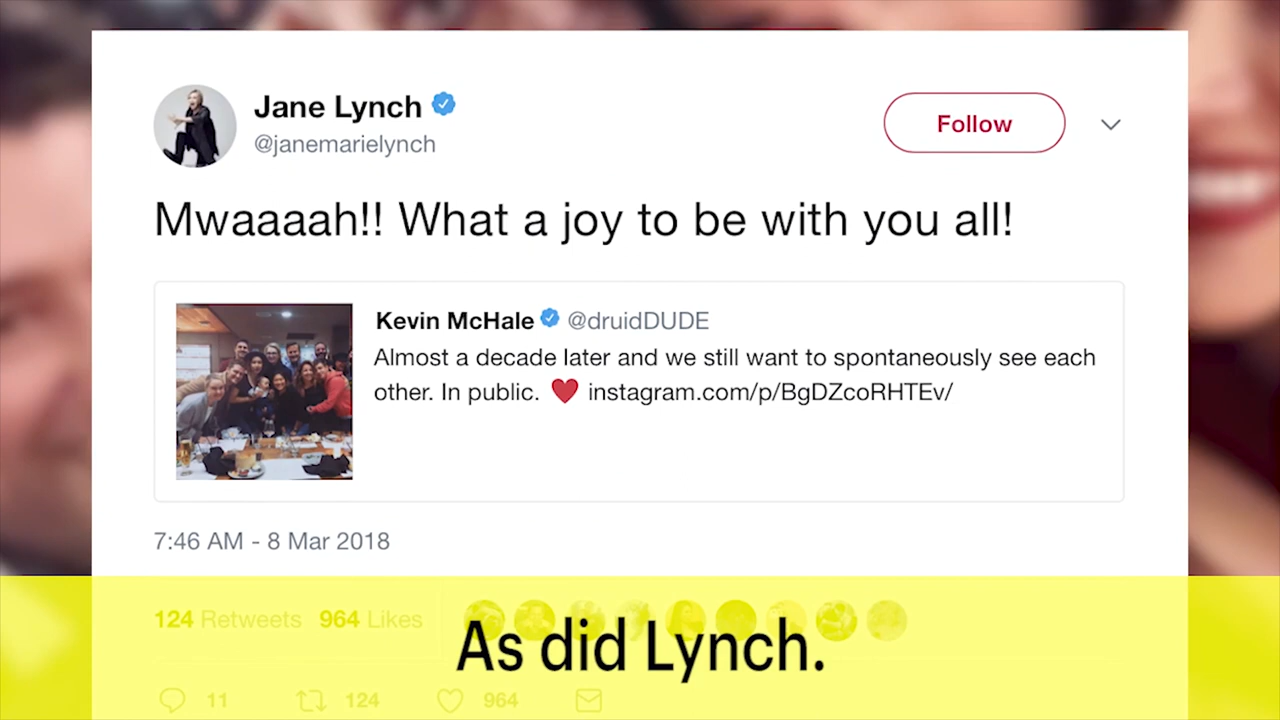 Jane Lynch
@janemarielynch
Follow
Mwaaaah!! What a joy to be with you all!
Kevin McHale @druidDUDE
Almost a decade later and we still want to spontaneously see each
other. In public. ❤ instagram.com/p/BgDZcoRHTEv/
7:46 AM - 8 Mar 2018
124 Retweets 964 Likes
As did Lynch.
11 124 964